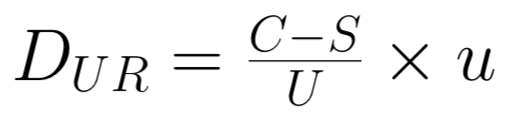 D_{UR} = \frac{C-S}{U} \times u